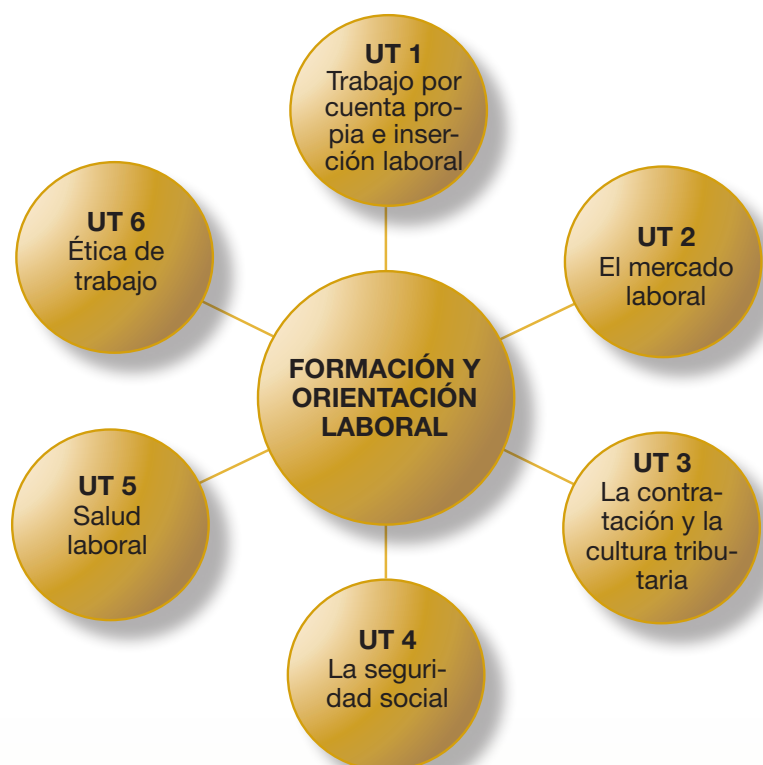 UT 1
Trabajo por
cuenta pro-
pia e inser-
ción laboral
UT 2
El mercado
laboral
UT 3
La contra-
tación y la
cultura tribu-
taria
UT 4
La seguri-
dad social
UT 5
Salud
laboral
UT 6
Ética de
trabajo
FORMACIÓN Y
ORIENTACIÓN
LABORAL